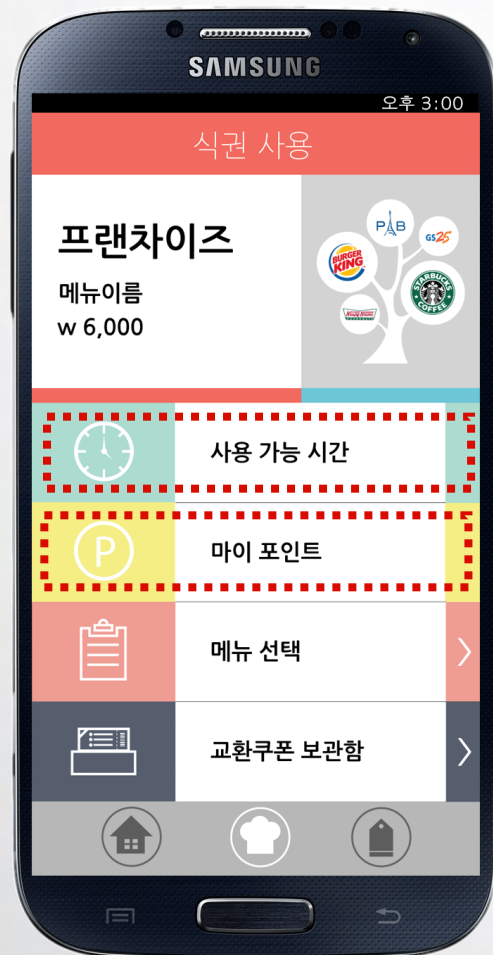 SAMSUNG
오후 3:00
식권 사용
프랜차이즈
메뉴이름
w 6,000
PAB
GS25
BURGER
KING
STARBUCKS
COFFEE
Krispy Kreme
사용 가능 시간
P
마이 포인트
메뉴 선택
교환쿠폰 보관함